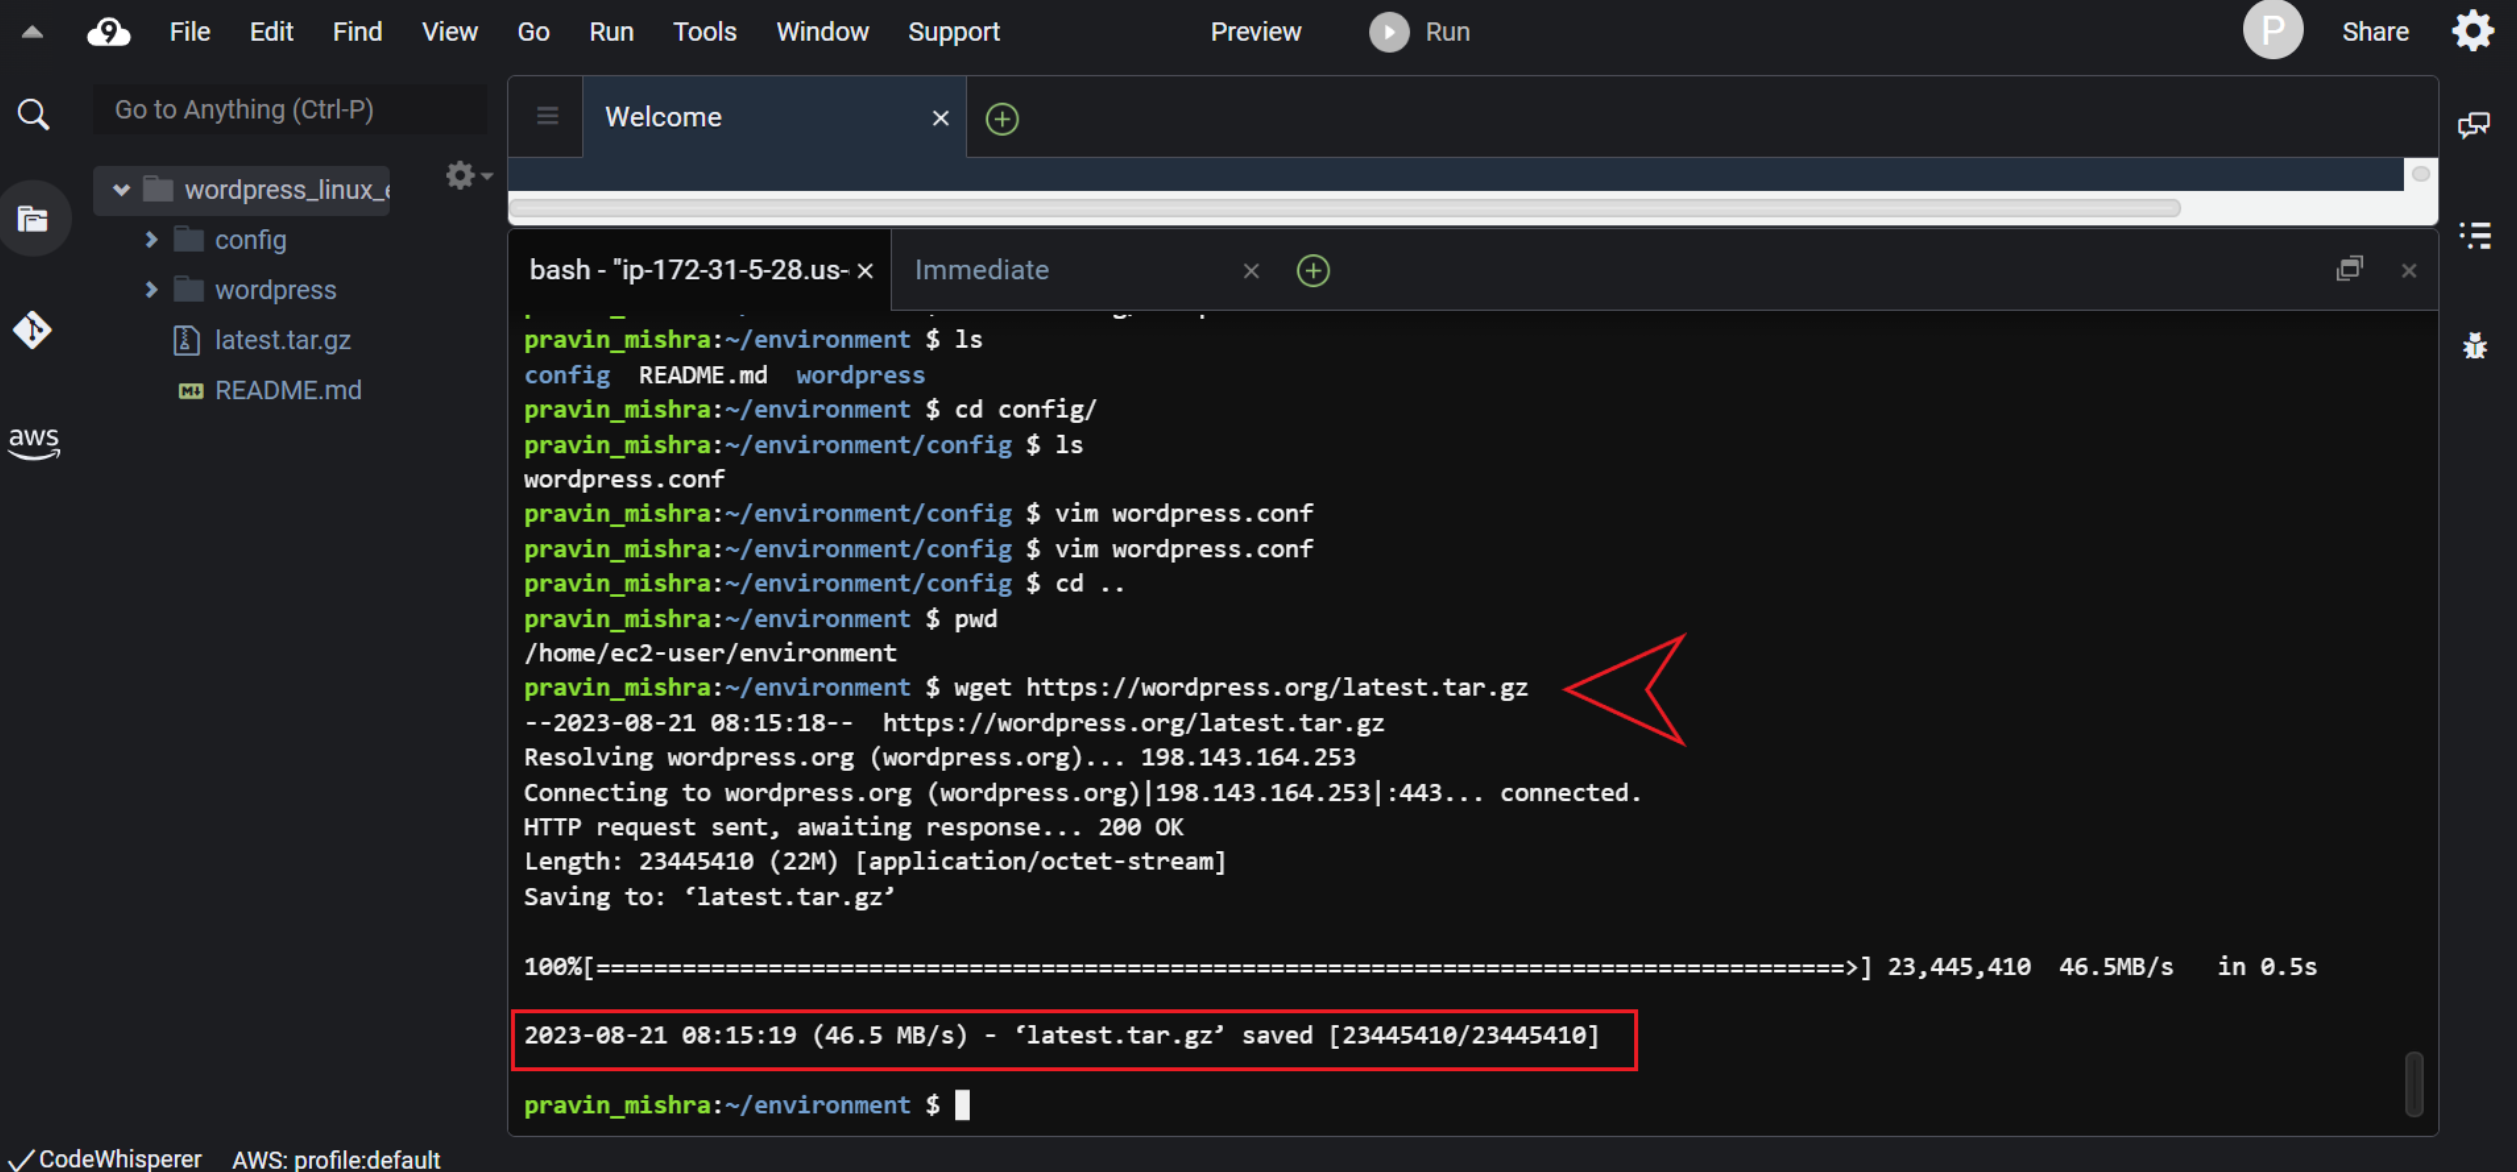 9 File Edit Find View Go Run Tools Window Support Preview Run P Share
Go to Anything (Ctrl-P)
wordpress_linux_e
config
wordpress
latest.tar.gz
M↓ README.md
aws
Welcome
bash - "ip-172-31-5-28.us- Immediate
pravin_mishra:~/environment $ ls
config  README.md  wordpress
pravin_mishra:~/environment $ cd config/
pravin_mishra:~/environment/config $ ls
wordpress.conf
pravin_mishra:~/environment/config $ vim wordpress.conf
pravin_mishra:~/environment/config $ vim wordpress.conf
pravin_mishra:~/environment/config $ cd ..
pravin_mishra:~/environment $ pwd
/home/ec2-user/environment
pravin_mishra:~/environment $ wget https://wordpress.org/latest.tar.gz
--2023-08-21 08:15:18--  https://wordpress.org/latest.tar.gz
Resolving wordpress.org (wordpress.org)... 198.143.164.253
Connecting to wordpress.org (wordpress.org)|198.143.164.253|:443... connected.
HTTP request sent, awaiting response... 200 OK
Length: 23445410 (22M) [application/octet-stream]
Saving to: ‘latest.tar.gz’
100%[=======================================================================================>] 23,445,410  46.5MB/s   in 0.5s
2023-08-21 08:15:19 (46.5 MB/s) - ‘latest.tar.gz’ saved [23445410/23445410]
pravin_mishra:~/environment $
CodeWhisperer AWS: profile:default